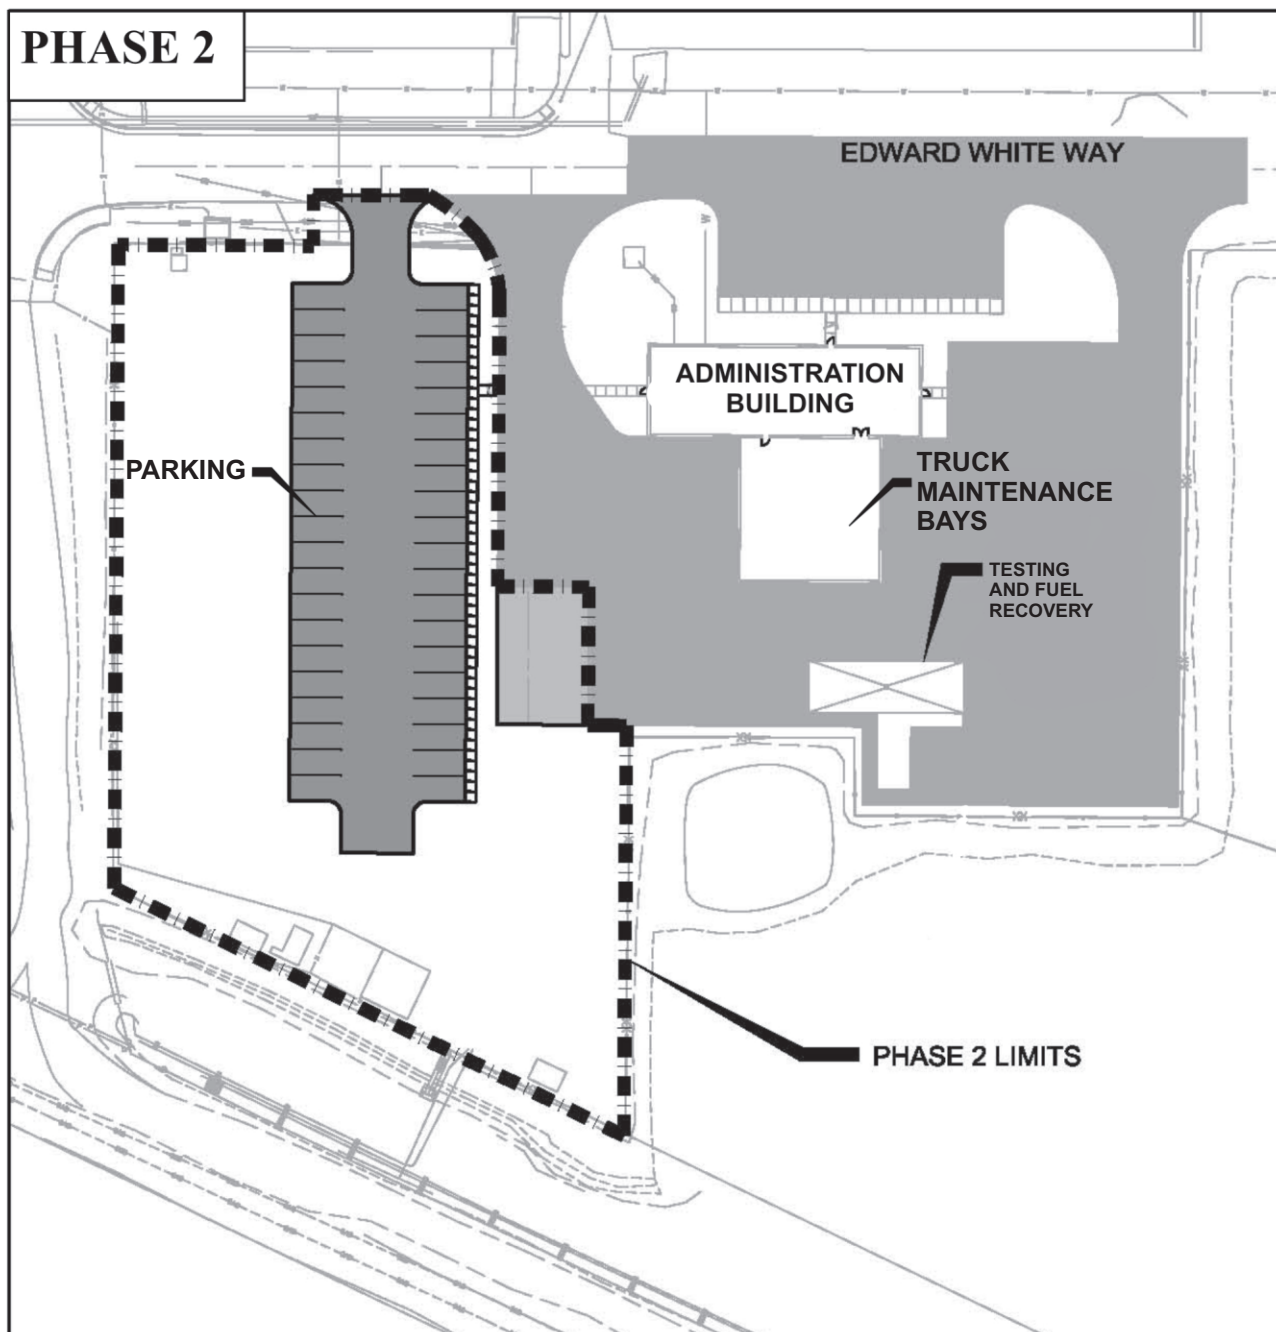 PHASE 2
EDWARD WHITE WAY
ADMINISTRATION
BUILDING
PARKING
TRUCK
MAINTENANCE
BAYS
TESTING
AND FUEL
RECOVERY
PHASE 2 LIMITS